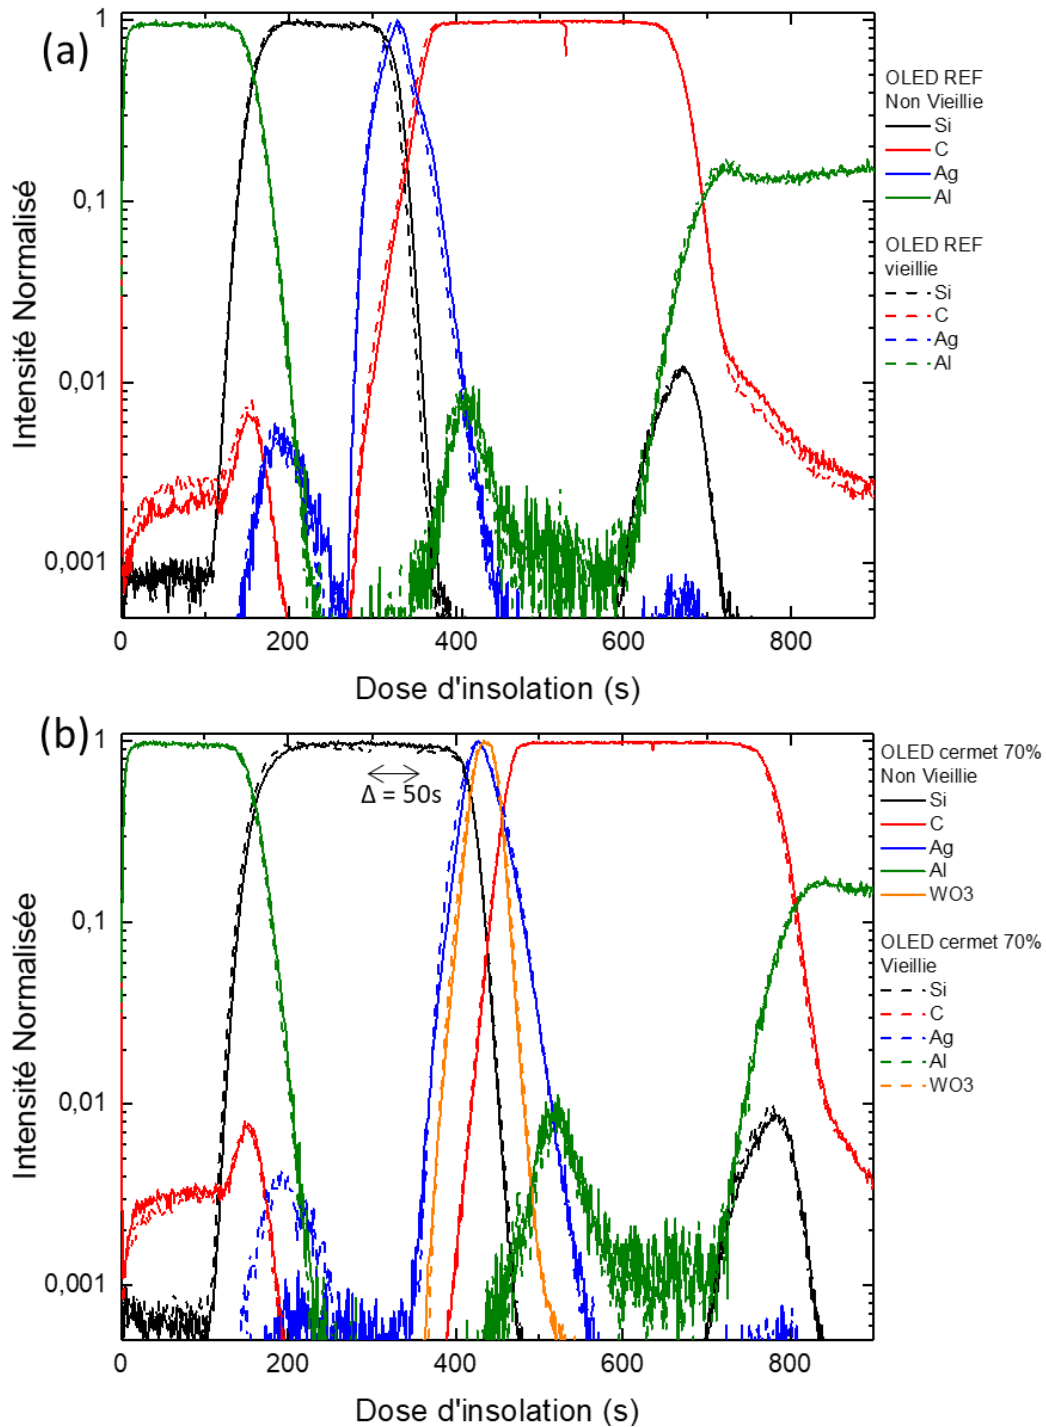 (a)
1
0,1
0,01
0,001
Intensité Normalisé
0 200 400 600 800
Dose d'insolation (s)
OLED REF
Non Vieillie
Si
C
Ag
Al
OLED REF
vieillie
Si
C
Ag
Al
(b)
1
0,1
0,01
0,001
Intensité Normalisée
Δ = 50s
0 200 400 600 800
Dose d'insolation (s)
OLED cermet 70%
Non Vieillie
Si
C
Ag
Al
WO3
OLED cermet 70%
Vieillie
Si
C
Ag
Al
WO3